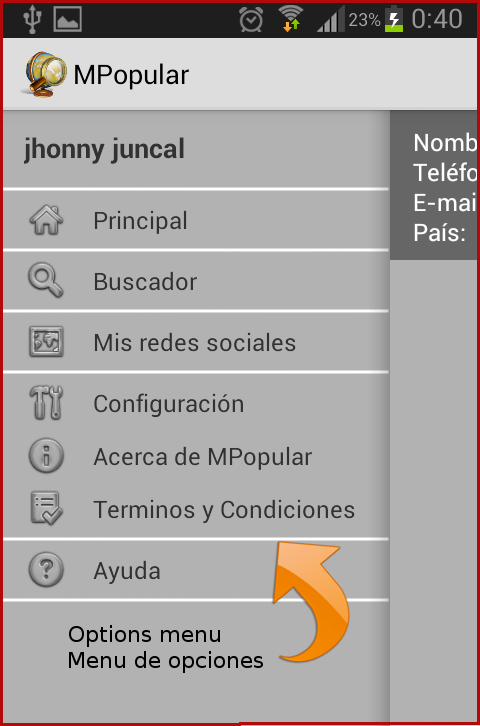 23% 0:40
MPopular
jhonny juncal
Nomb
Teléfo
E-mai
País:
Principal
Buscador
Mis redes sociales
Configuración
Acerca de MPopular
Terminos y Condiciones
Ayuda
Options menu
Menu de opciones